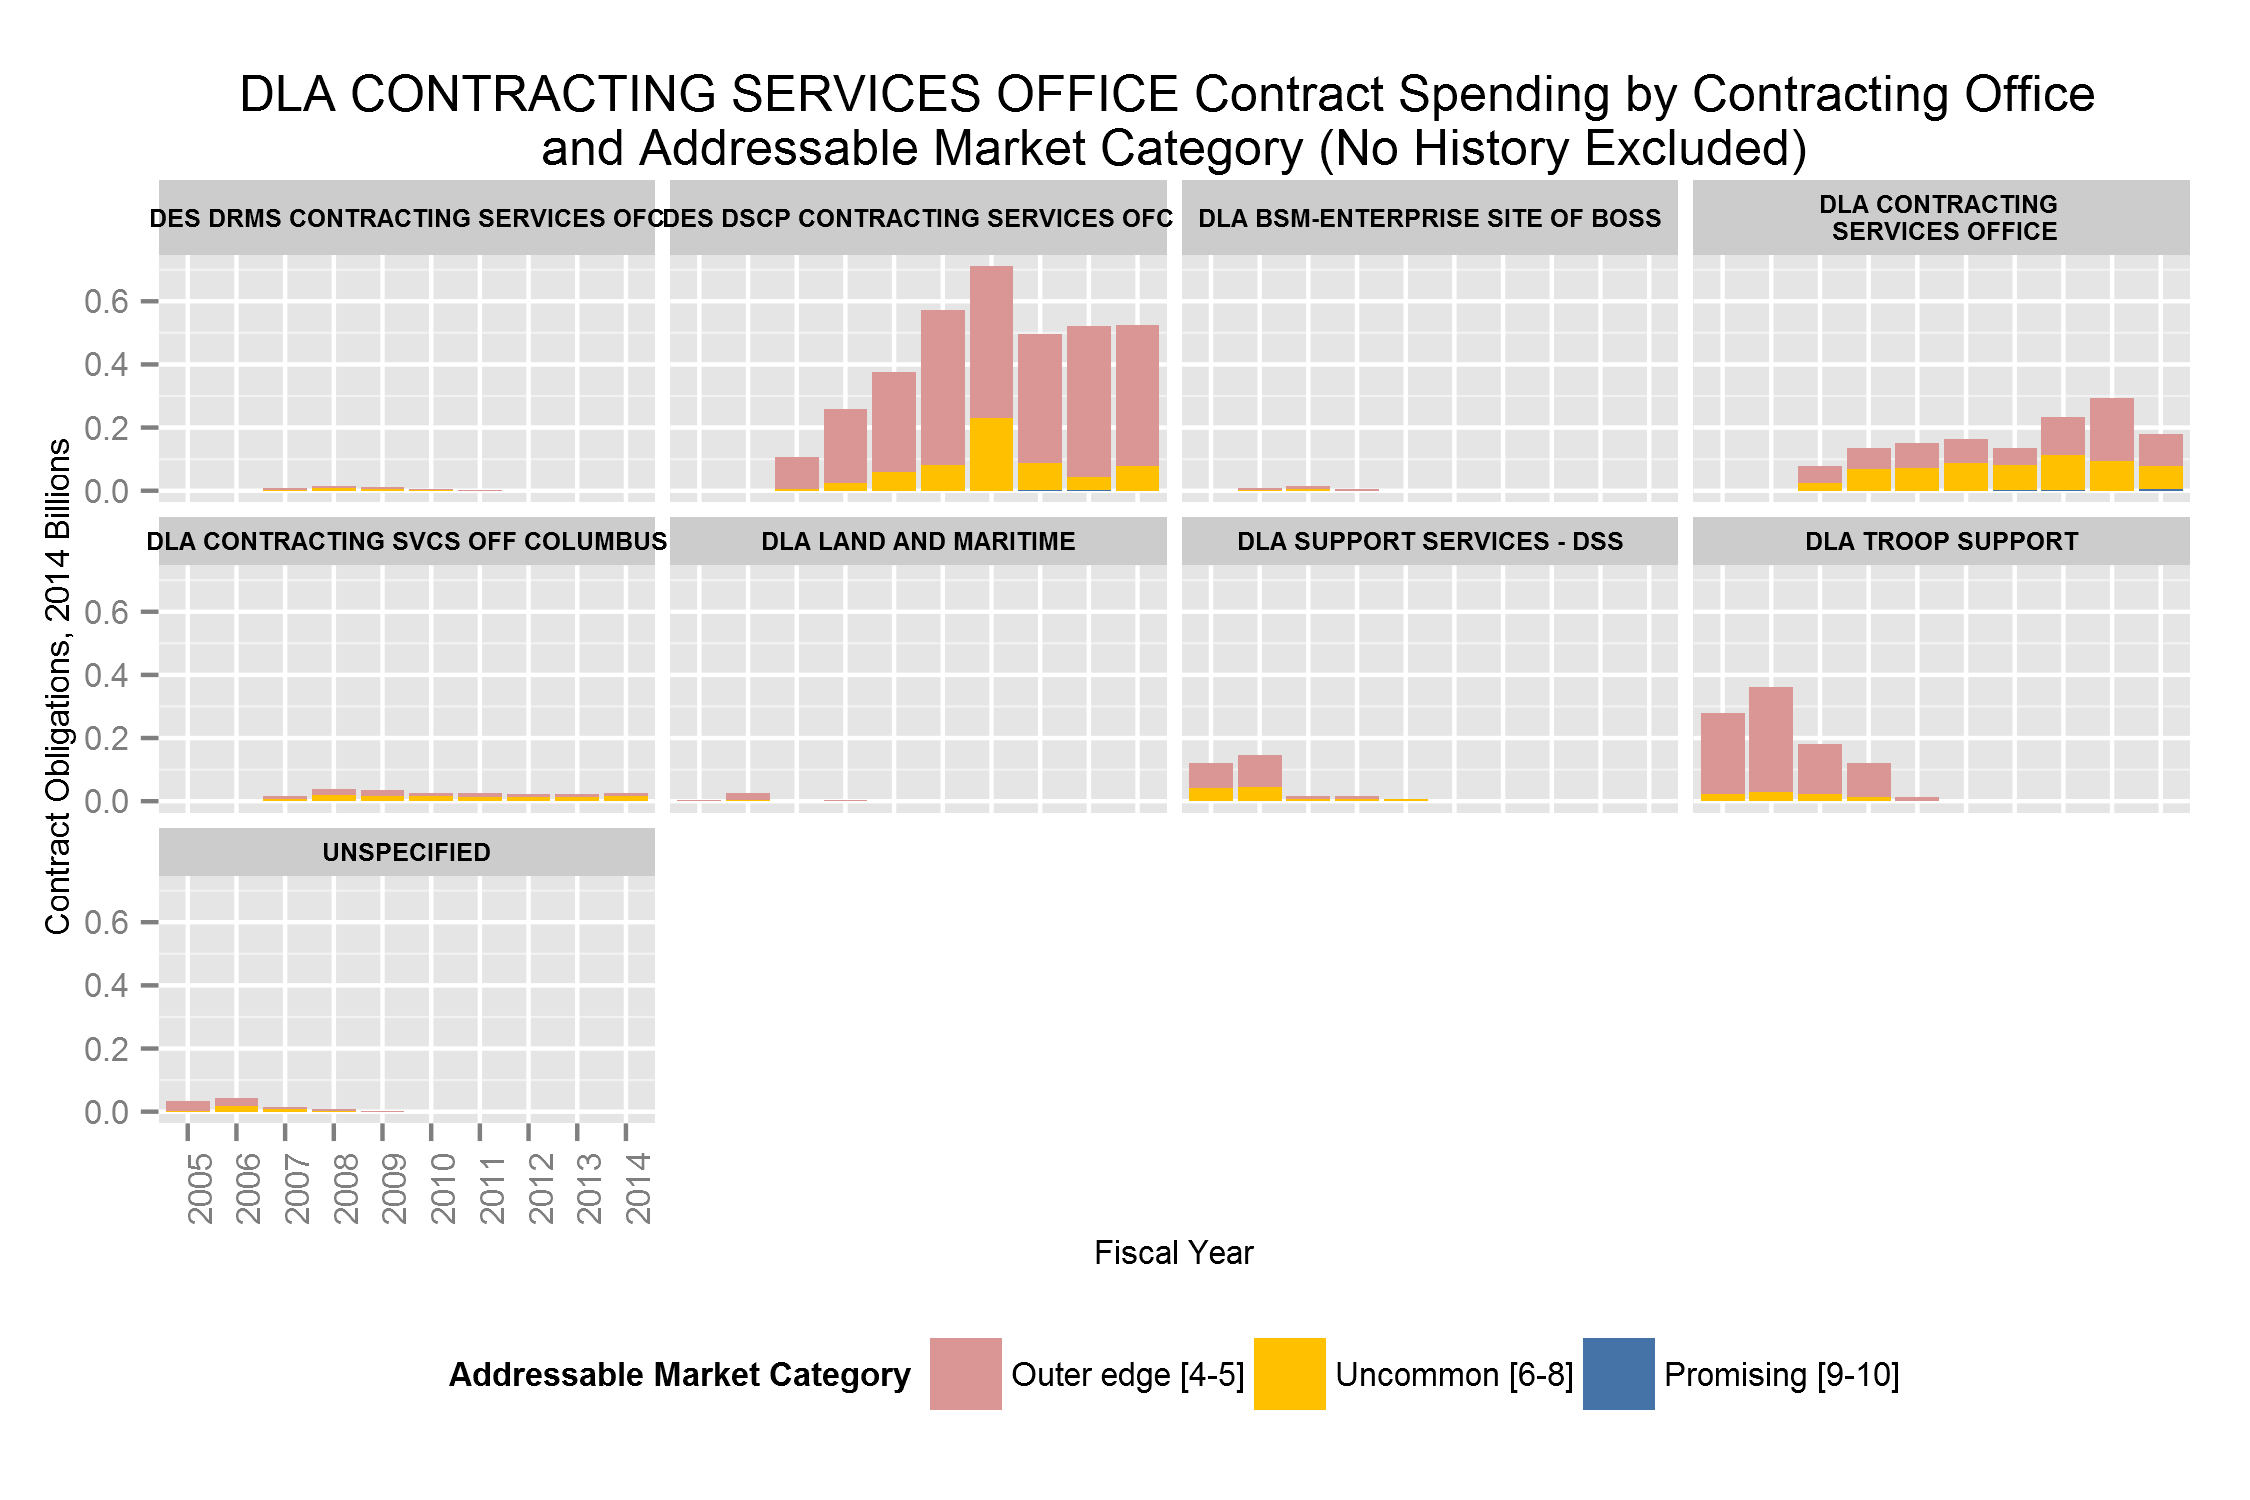 DLA CONTRACTING SERVICES OFFICE Contract Spending by Contracting Office
and Addressable Market Category (No History Excluded)
DES DRMS CONTRACTING SERVICES OFC
DES DSCP CONTRACTING SERVICES OFC
DLA BSM-ENTERPRISE SITE OF BOSS
DLA CONTRACTING
SERVICES OFFICE
0.6
0.4
0.2
0.0
DLA CONTRACTING SVCS OFF COLUMBUS
DLA LAND AND MARITIME
DLA SUPPORT SERVICES - DSS
DLA TROOP SUPPORT
0.6
0.4
0.2
0.0
UNSPECIFIED
0.6
0.4
0.2
0.0
Contract Obligations, 2014 Billions
2005
2006
2007
2008
2009
2010
2011
2012
2013
2014
Fiscal Year
Addressable Market Category
Outer edge [4-5]
Uncommon [6-8]
Promising [9-10]